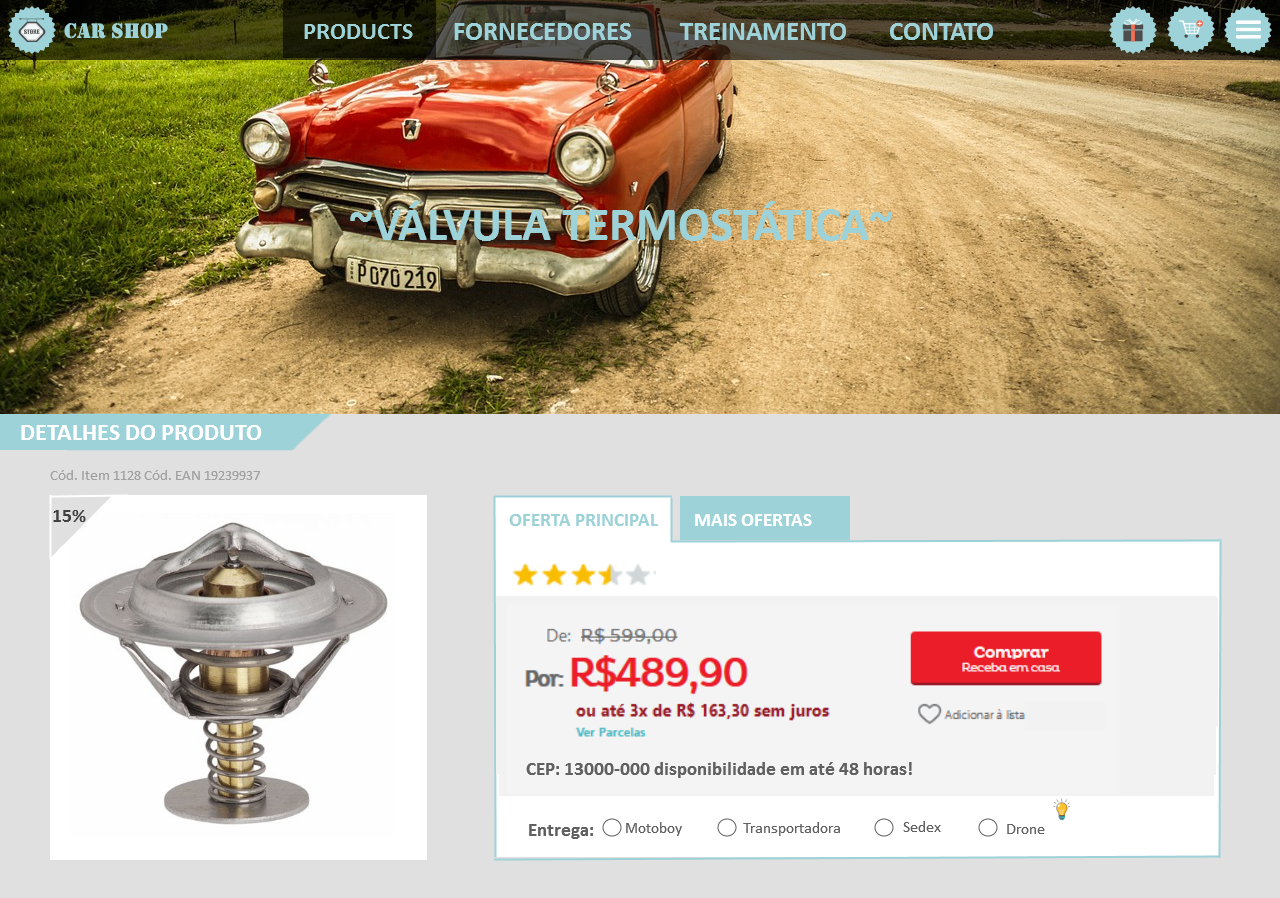 STORE CAR SHOP PRODUCTS FORNECEDORES TREINAMENTO CONTATO
~VÁLVULA TERMOSTÁTICA~
P 070 219
DETALHES DO PRODUTO
Cód. Item 1128 Cód. EAN 19239937
15%
OFERTA PRINCIPAL MAIS OFERTAS
De: R$ 599,00
Por: R$489,90
ou até 3x de R$ 163,30 sem juros
Ver Parcelas
Comprar
Receba em casa
Adicionar à lista
CEP: 13000-000 disponibilidade em até 48 horas!
Entrega: Motoboy Transportadora Sedex Drone